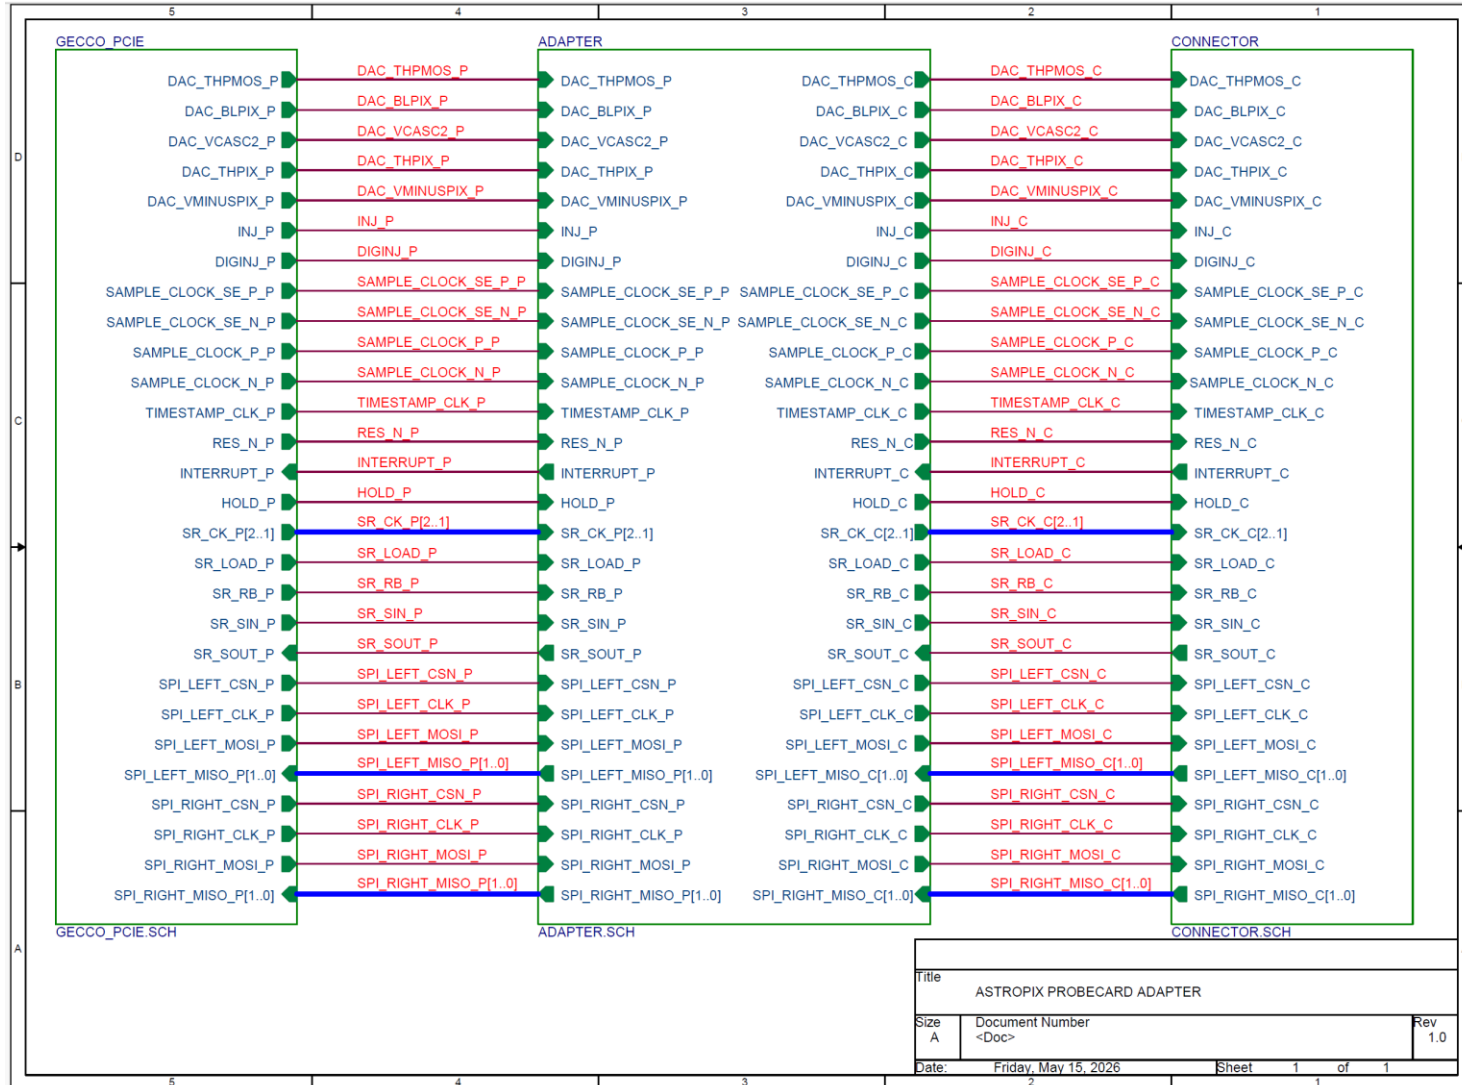 5 4 3 2 1
GECCO_PCIE ADAPTER CONNECTOR
DAC_THPMOS_P DAC_THPMOS_P DAC_THPMOS_P DAC_THPMOS_C DAC_THPMOS_C DAC_THPMOS_C
DAC_BLPIX_P DAC_BLPIX_P DAC_BLPIX_P DAC_BLPIX_C DAC_BLPIX_C DAC_BLPIX_C
DAC_VCASC2_P DAC_VCASC2_P DAC_VCASC2_P DAC_VCASC2_C DAC_VCASC2_C DAC_VCASC2_C
D
DAC_THPIX_P DAC_THPIX_P DAC_THPIX_P DAC_THPIX_C DAC_THPIX_C DAC_THPIX_C
DAC_VMINUSPIX_P DAC_VMINUSPIX_P DAC_VMINUSPIX_P DAC_VMINUSPIX_C DAC_VMINUSPIX_C DAC_VMINUSPIX_C
INJ_P INJ_P INJ_P INJ_C INJ_C INJ_C
DIGINJ_P DIGINJ_P DIGINJ_P DIGINJ_C DIGINJ_C DIGINJ_C
SAMPLE_CLOCK_SE_P_P SAMPLE_CLOCK_SE_P_P SAMPLE_CLOCK_SE_P_P SAMPLE_CLOCK_SE_P_C SAMPLE_CLOCK_SE_P_C SAMPLE_CLOCK_SE_P_C
SAMPLE_CLOCK_SE_N_P SAMPLE_CLOCK_SE_N_P SAMPLE_CLOCK_SE_N_P SAMPLE_CLOCK_SE_N_C SAMPLE_CLOCK_SE_N_C SAMPLE_CLOCK_SE_N_C
SAMPLE_CLOCK_P_P SAMPLE_CLOCK_P_P SAMPLE_CLOCK_P_P SAMPLE_CLOCK_P_C SAMPLE_CLOCK_P_C SAMPLE_CLOCK_P_C
SAMPLE_CLOCK_N_P SAMPLE_CLOCK_N_P SAMPLE_CLOCK_N_P SAMPLE_CLOCK_N_C SAMPLE_CLOCK_N_C SAMPLE_CLOCK_N_C
TIMESTAMP_CLK_P TIMESTAMP_CLK_P TIMESTAMP_CLK_P TIMESTAMP_CLK_C TIMESTAMP_CLK_C TIMESTAMP_CLK_C
C
RES_N_P RES_N_P RES_N_P RES_N_C RES_N_C RES_N_C
INTERRUPT_P INTERRUPT_P INTERRUPT_P INTERRUPT_C INTERRUPT_C INTERRUPT_C
HOLD_P HOLD_P HOLD_P HOLD_C HOLD_C HOLD_C
SR_CK_P[2..1] SR_CK_P[2..1] SR_CK_P[2..1] SR_CK_C[2..1] SR_CK_C[2..1] SR_CK_C[2..1]
SR_LOAD_P SR_LOAD_P SR_LOAD_P SR_LOAD_C SR_LOAD_C SR_LOAD_C
SR_RB_P SR_RB_P SR_RB_P SR_RB_C SR_RB_C SR_RB_C
SR_SIN_P SR_SIN_P SR_SIN_P SR_SIN_C SR_SIN_C SR_SIN_C
SR_SOUT_P SR_SOUT_P SR_SOUT_P SR_SOUT_C SR_SOUT_C SR_SOUT_C
SPI_LEFT_CSN_P SPI_LEFT_CSN_P SPI_LEFT_CSN_P SPI_LEFT_CSN_C SPI_LEFT_CSN_C SPI_LEFT_CSN_C
B
SPI_LEFT_CLK_P SPI_LEFT_CLK_P SPI_LEFT_CLK_P SPI_LEFT_CLK_C SPI_LEFT_CLK_C SPI_LEFT_CLK_C
SPI_LEFT_MOSI_P SPI_LEFT_MOSI_P SPI_LEFT_MOSI_P SPI_LEFT_MOSI_C SPI_LEFT_MOSI_C SPI_LEFT_MOSI_C
SPI_LEFT_MISO_P[1..0] SPI_LEFT_MISO_P[1..0] SPI_LEFT_MISO_P[1..0] SPI_LEFT_MISO_C[1..0] SPI_LEFT_MISO_C[1..0] SPI_LEFT_MISO_C[1..0]
SPI_RIGHT_CSN_P SPI_RIGHT_CSN_P SPI_RIGHT_CSN_P SPI_RIGHT_CSN_C SPI_RIGHT_CSN_C SPI_RIGHT_CSN_C
SPI_RIGHT_CLK_P SPI_RIGHT_CLK_P SPI_RIGHT_CLK_P SPI_RIGHT_CLK_C SPI_RIGHT_CLK_C SPI_RIGHT_CLK_C
SPI_RIGHT_MOSI_P SPI_RIGHT_MOSI_P SPI_RIGHT_MOSI_P SPI_RIGHT_MOSI_C SPI_RIGHT_MOSI_C SPI_RIGHT_MOSI_C
SPI_RIGHT_MISO_P[1..0] SPI_RIGHT_MISO_P[1..0] SPI_RIGHT_MISO_P[1..0] SPI_RIGHT_MISO_C[1..0] SPI_RIGHT_MISO_C[1..0] SPI_RIGHT_MISO_C[1..0]
GECCO_PCIE.SCH ADAPTER.SCH CONNECTOR.SCH
A
Title
ASTROPIX PROBECARD ADAPTER
Size Document Number Rev
A <Doc> 1.0
Date: Friday, May 15, 2026 Sheet 1 of 1
5 4 3 2 1